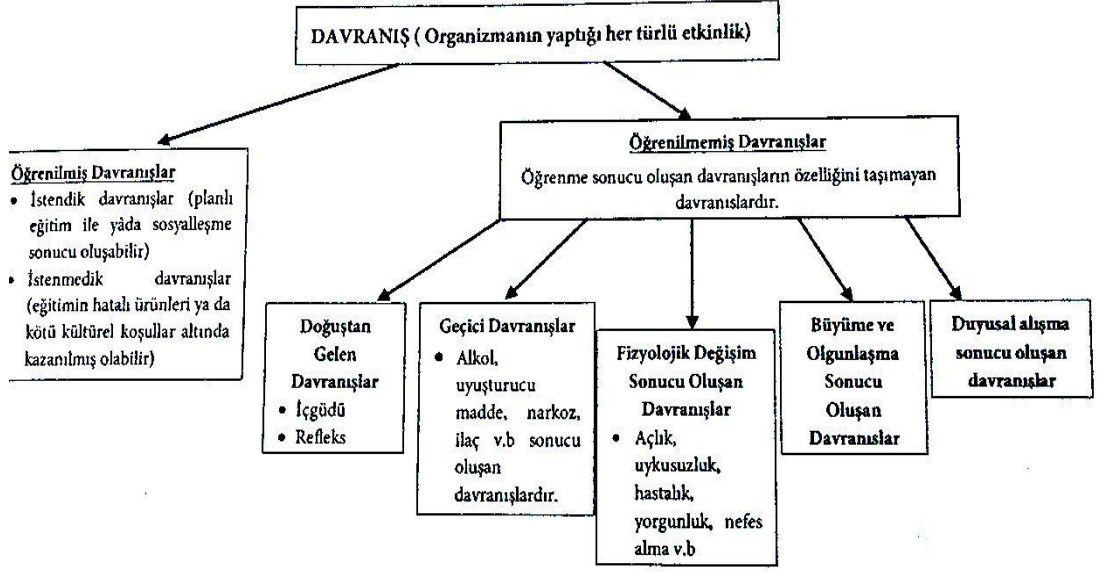 DAVRANIŞ ( Organizmanın yaptığı her türlü etkinlik)
Öğrenilmiş Davranışlar
• İstendik davranışlar (planlı
eğitim ile yàda sosyalleşme
sonucu oluşabilir)
• İstenmedik davranışlar
(eğitimin hatalı ürünleri ya da
kötü kültürel koşullar altında
kazanılmış olabilir)
Öğrenilmemiş Davranışlar
Öğrenme sonucu oluşan davranışların özelliğini taşımayan
davranıslardır.
Doğuştan
Gelen
Davranışlar
• İçgüdü
• Refleks
Geçici Davranışlar
• Alkol,
uyuşturucu
madde, narkoz,
ilaç v.b sonucu
oluşan
davranışlardır.
Fizyolojik Değişim
Sonucu Oluşan
Davranışlar
• Açlık,
uykusuzluk,
hastalık,
yorgunluk, nefes
alma v.b
Büyüme ve
Olgunlaşma
Sonucu
Oluşan
Davranıslar
Duyusal alışma
sonucu oluşan
davranışlar